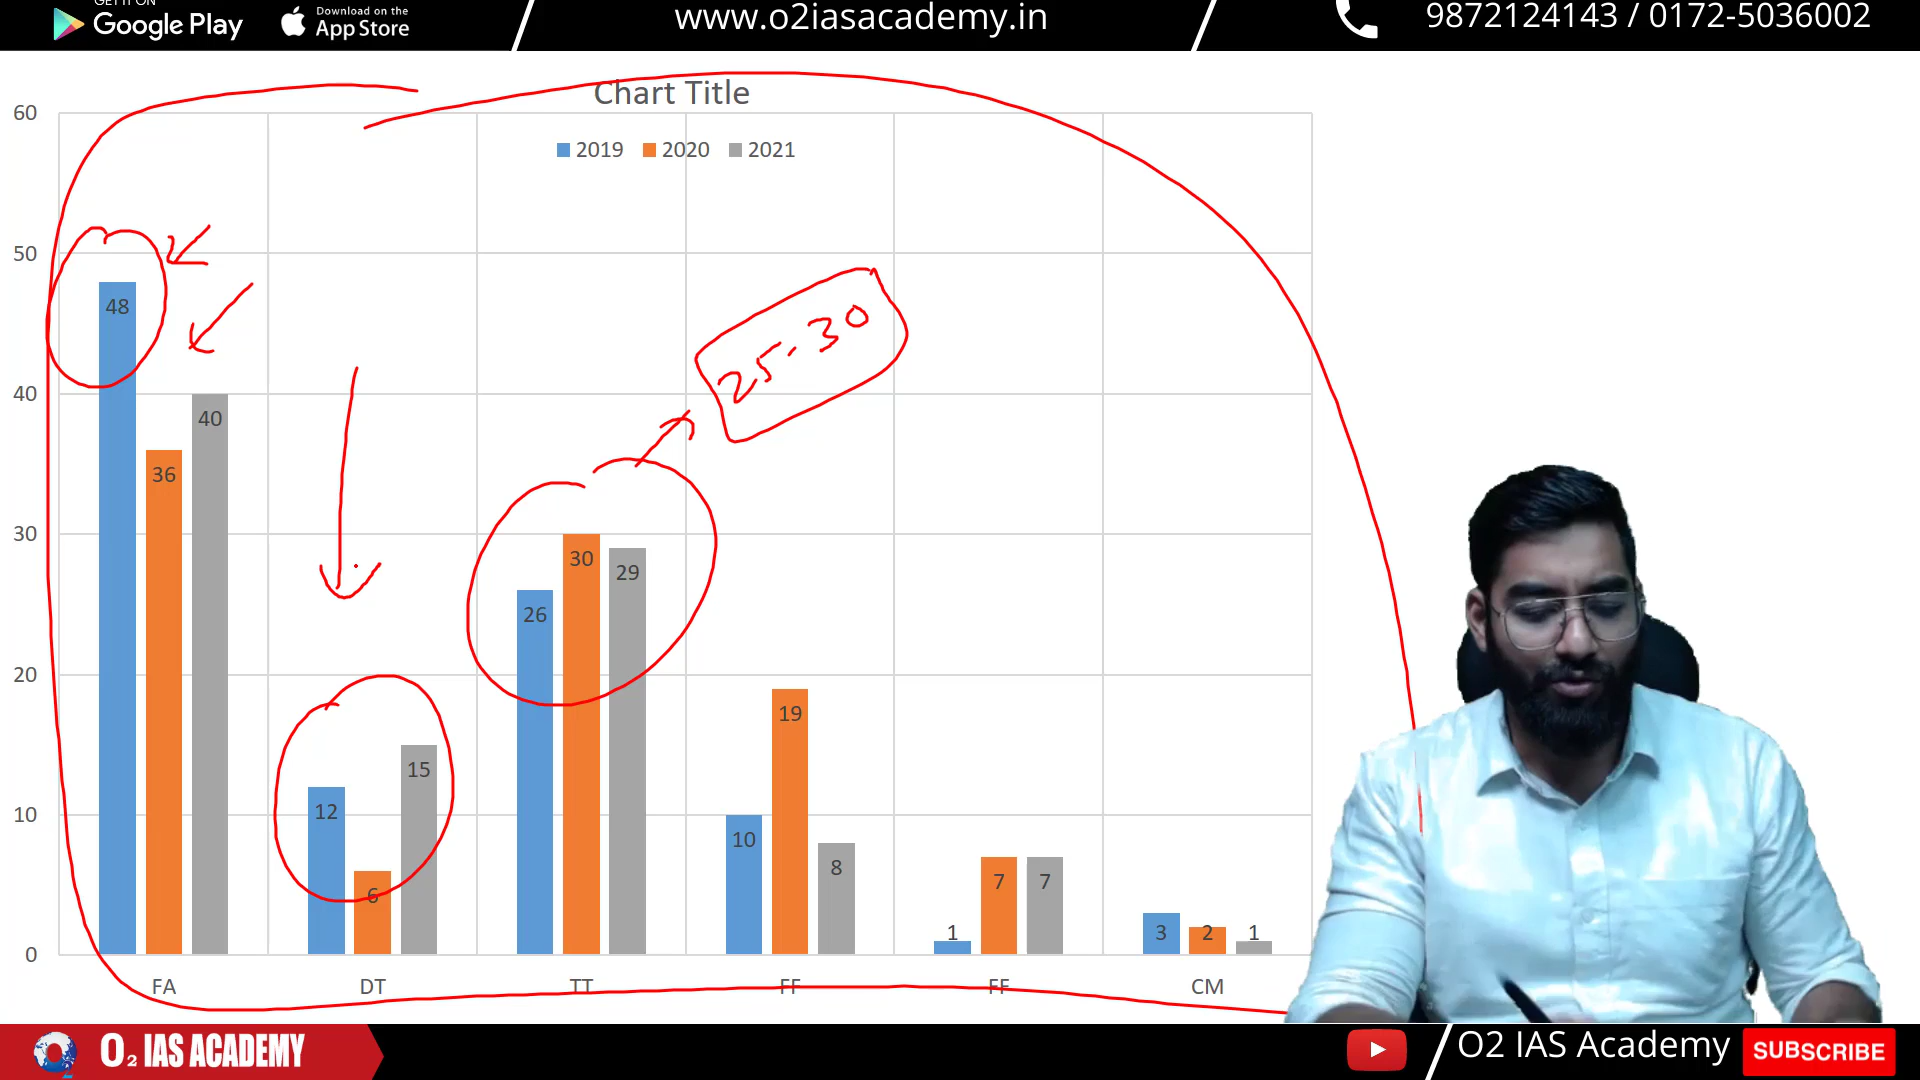 GET IT ON
Google Play
Download on the
App Store
www.o2iasacademy.in
9872124143 / 0172-5036002
Chart Title
2019 2020 2021
60
50
40
30
20
10
0
48
36
40
12
6
15
26
30
29
25-30
10
19
8
1
7
7
3
2
1
FA DT TT FF FF CM
O2 IAS ACADEMY
O2 IAS Academy
SUBSCRIBE